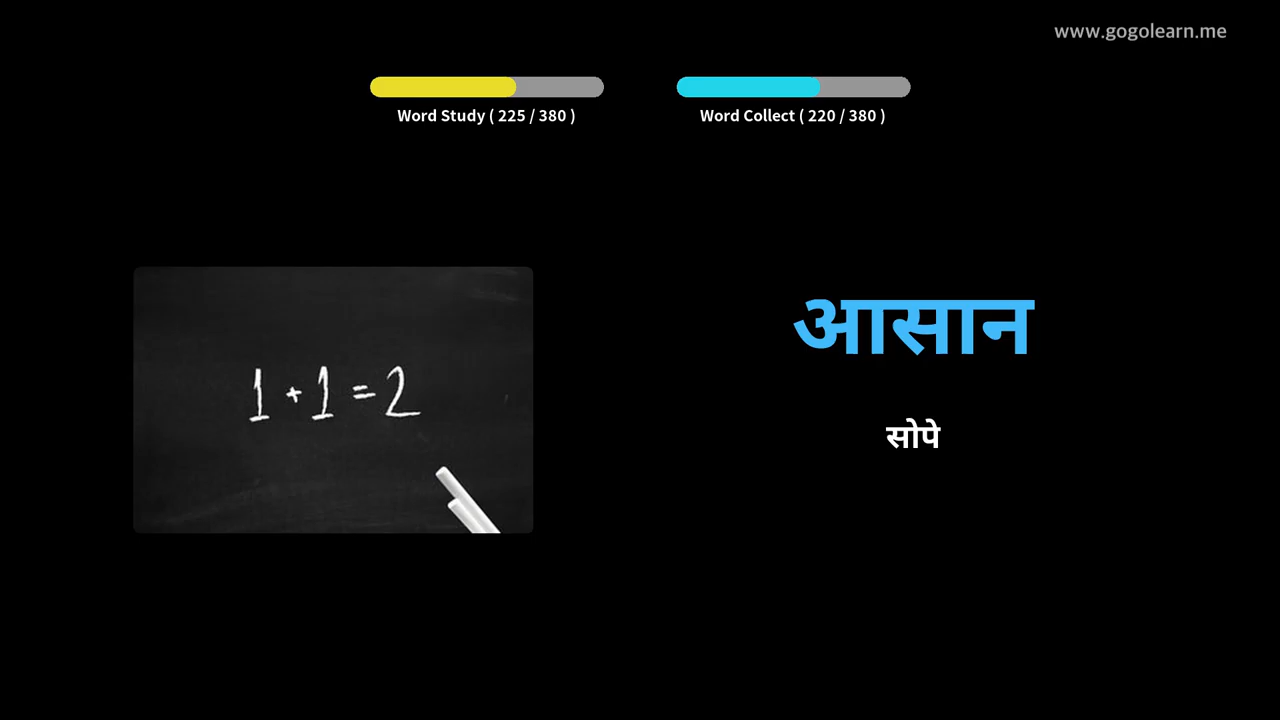 www.gogolearn.me
Word Study ( 225 / 380 )
Word Collect ( 220 / 380 )
1 + 1 = 2
आसान
सोपे